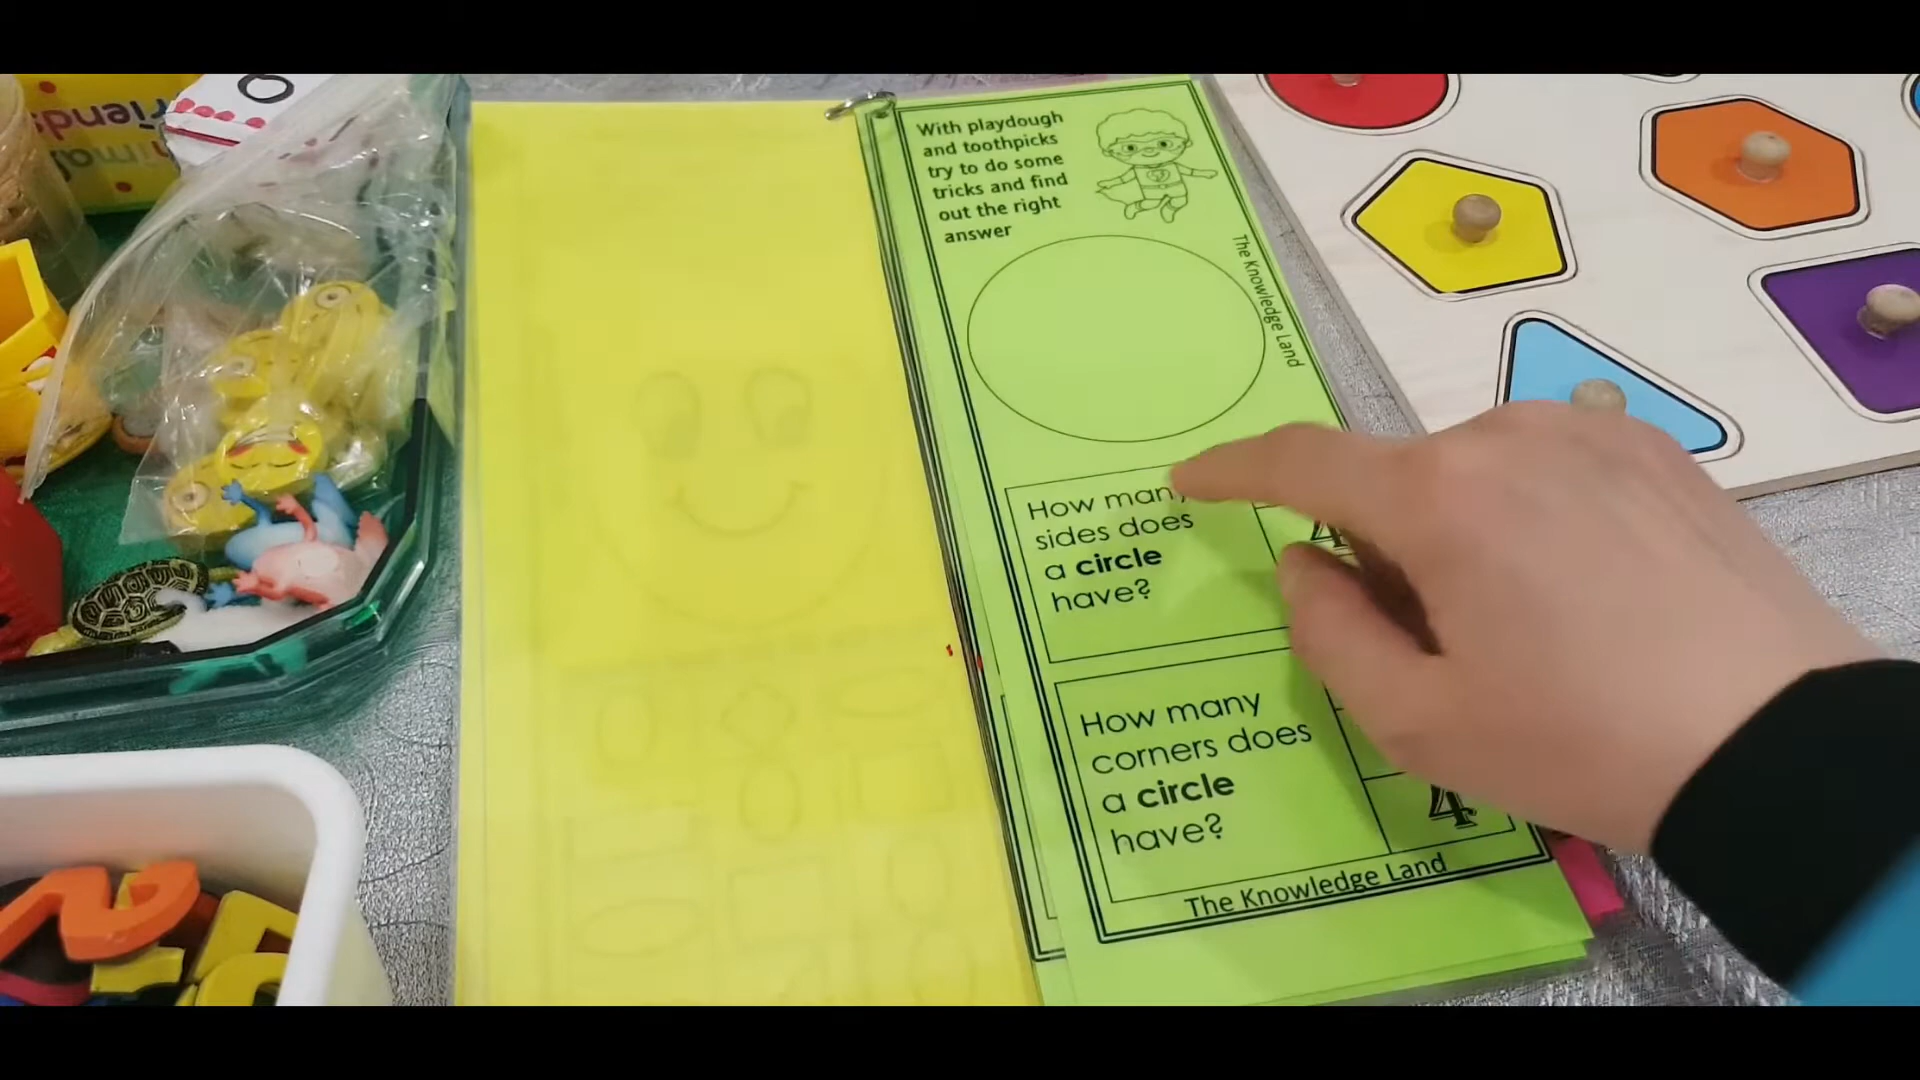 With playdough
and toothpicks
try to do some
tricks and find
out the right
answer
The Knowledge Land
How many
sides does
a circle
have?
4
How many
corners does
a circle
have?
4
The Knowledge Land